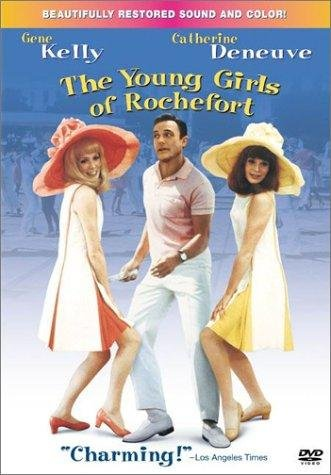 BEAUTIFULLY RESTORED SOUND AND COLOR!
Gene Kelly
Catherine Deneuve
The Young Girls
of Rochefort
"Charming!" –Los Angeles Times
DVD
VIDEO